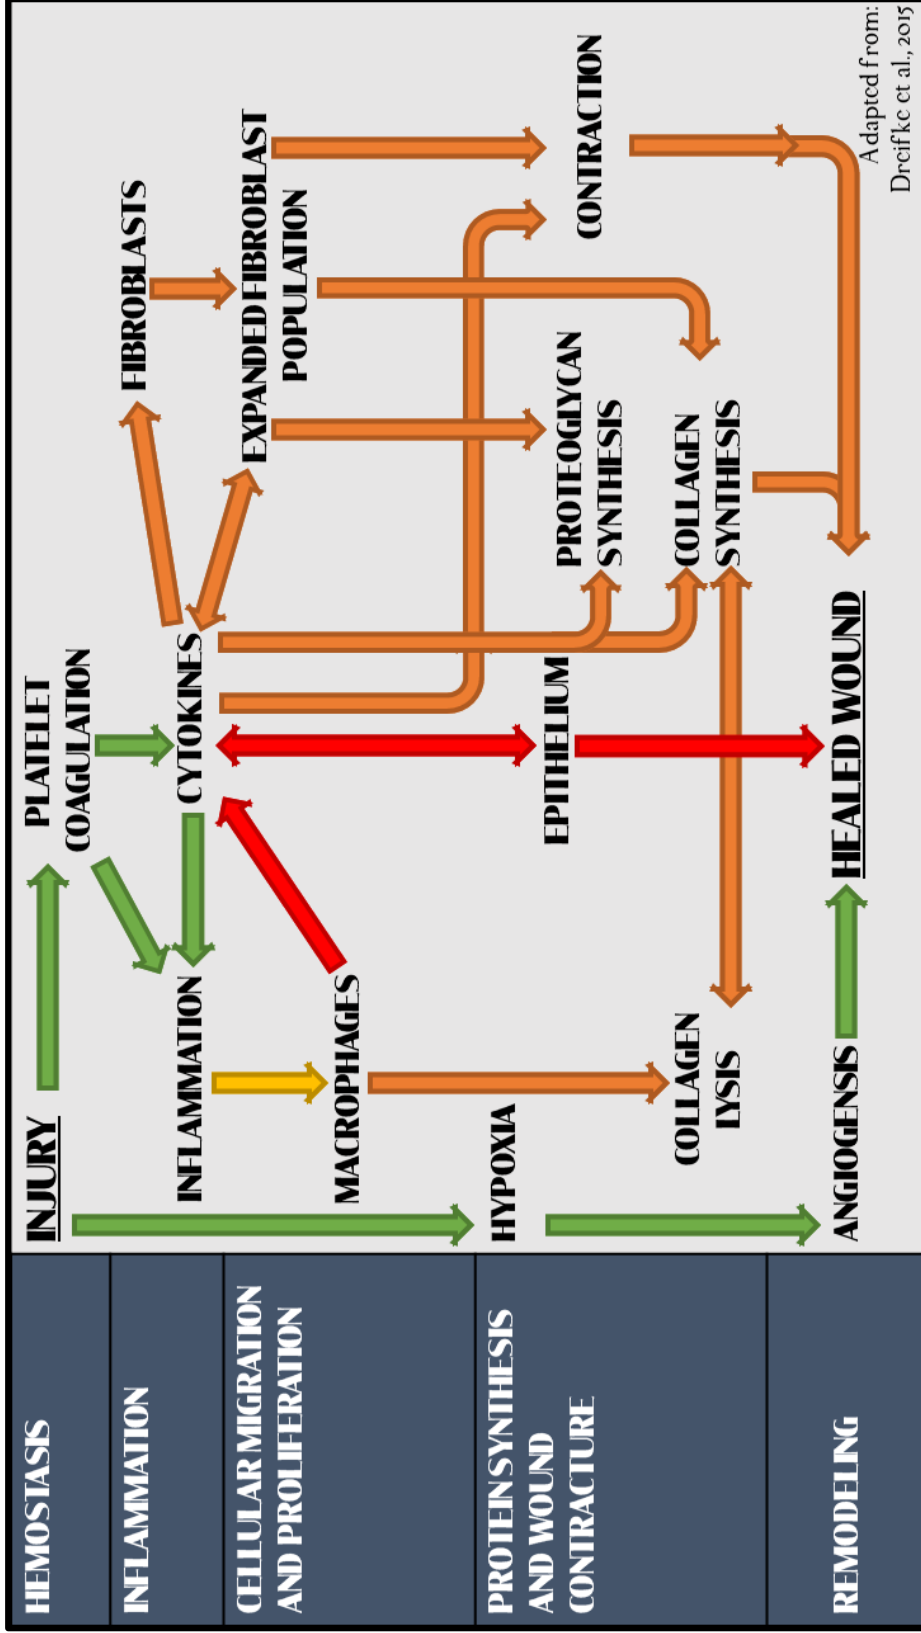 HEMOSTASIS
INFLAMMATION
CELLULAR MIGRATION
AND PROLIFERATION
PROTEIN SYNTHESIS
AND WOUND
CONTRACTURE
REMODELING
INJURY
PLATELET
COAGULATION
INFLAMMATION
CYTOKINES
FIBROBLASTS
MACROPHAGES
EXPANDED FIBROBLAST
POPULATION
HYPOXIA
EPITHELIUM
PROTEOGLYCAN
SYNTHESIS
CONTRACTION
COLLAGEN
LYSIS
COLLAGEN
SYNTHESIS
ANGIOGENSIS
HEALED WOUND
Adapted from:
Dreifke et al., 2015